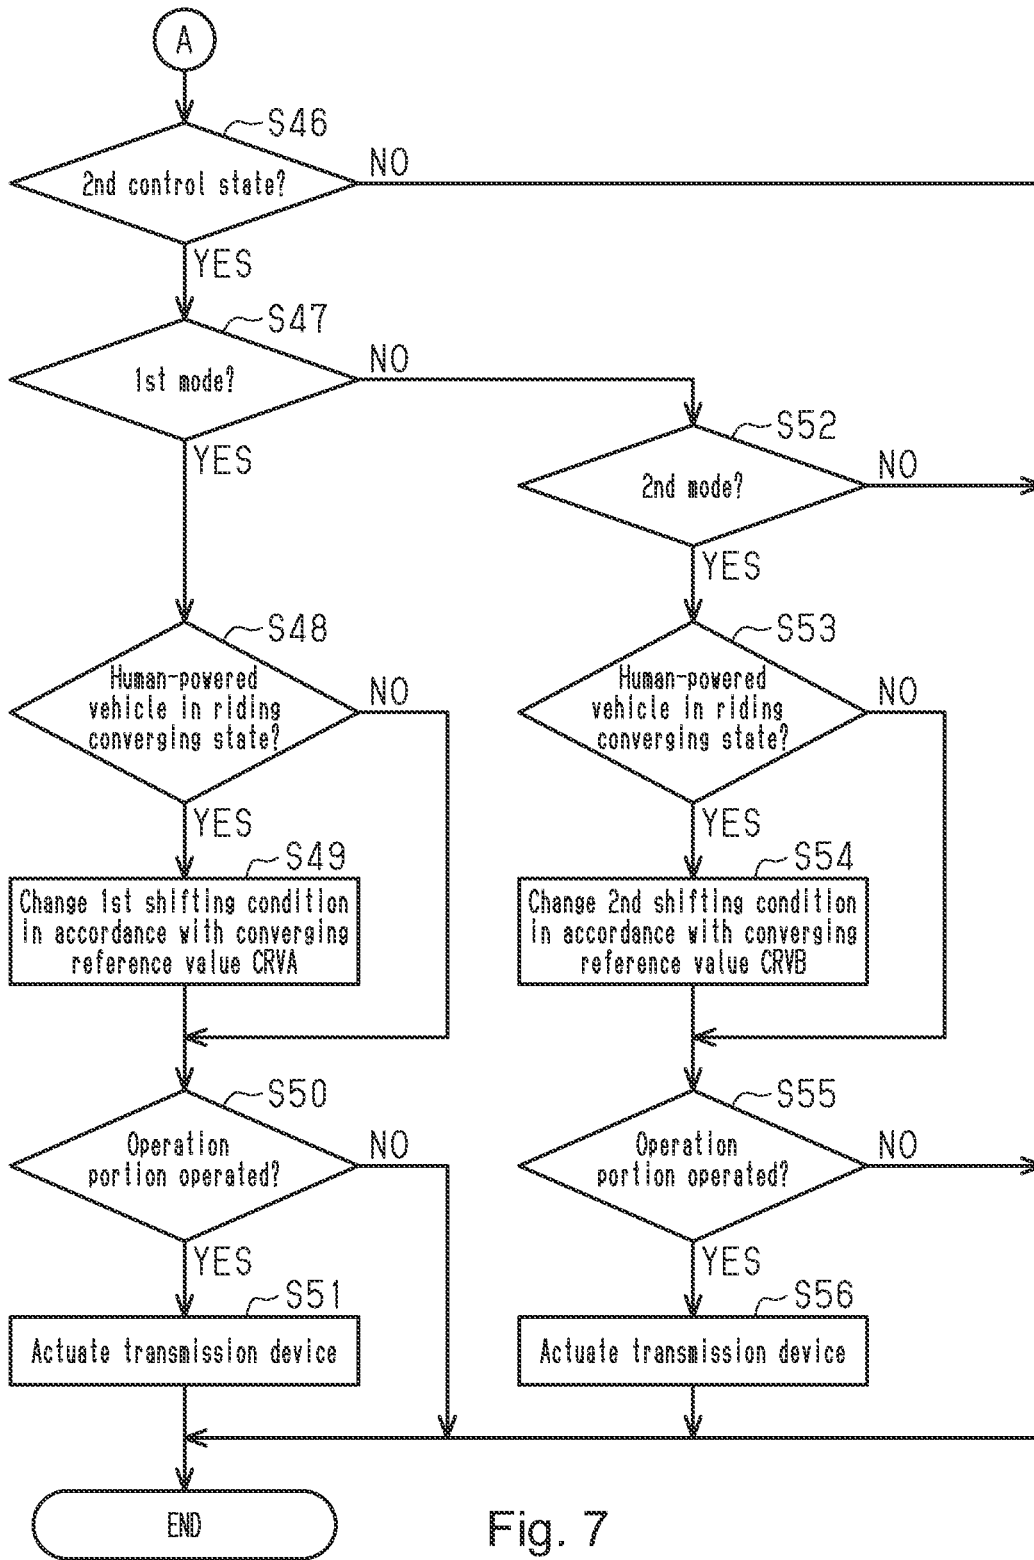 A
S46
2nd control state?
NO
YES
S47
1st mode?
NO
YES
S52
2nd mode?
NO
YES
S48
Human-powered
vehicle in riding
converging state?
NO
YES
S53
Human-powered
vehicle in riding
converging state?
NO
YES
S49
Change 1st shifting condition
in accordance with converging
reference value CRVA
S54
Change 2nd shifting condition
in accordance with converging
reference value CRVB
S50
Operation
portion operated?
NO
YES
S55
Operation
portion operated?
NO
YES
S51
Actuate transmission device
S56
Actuate transmission device
END
Fig. 7